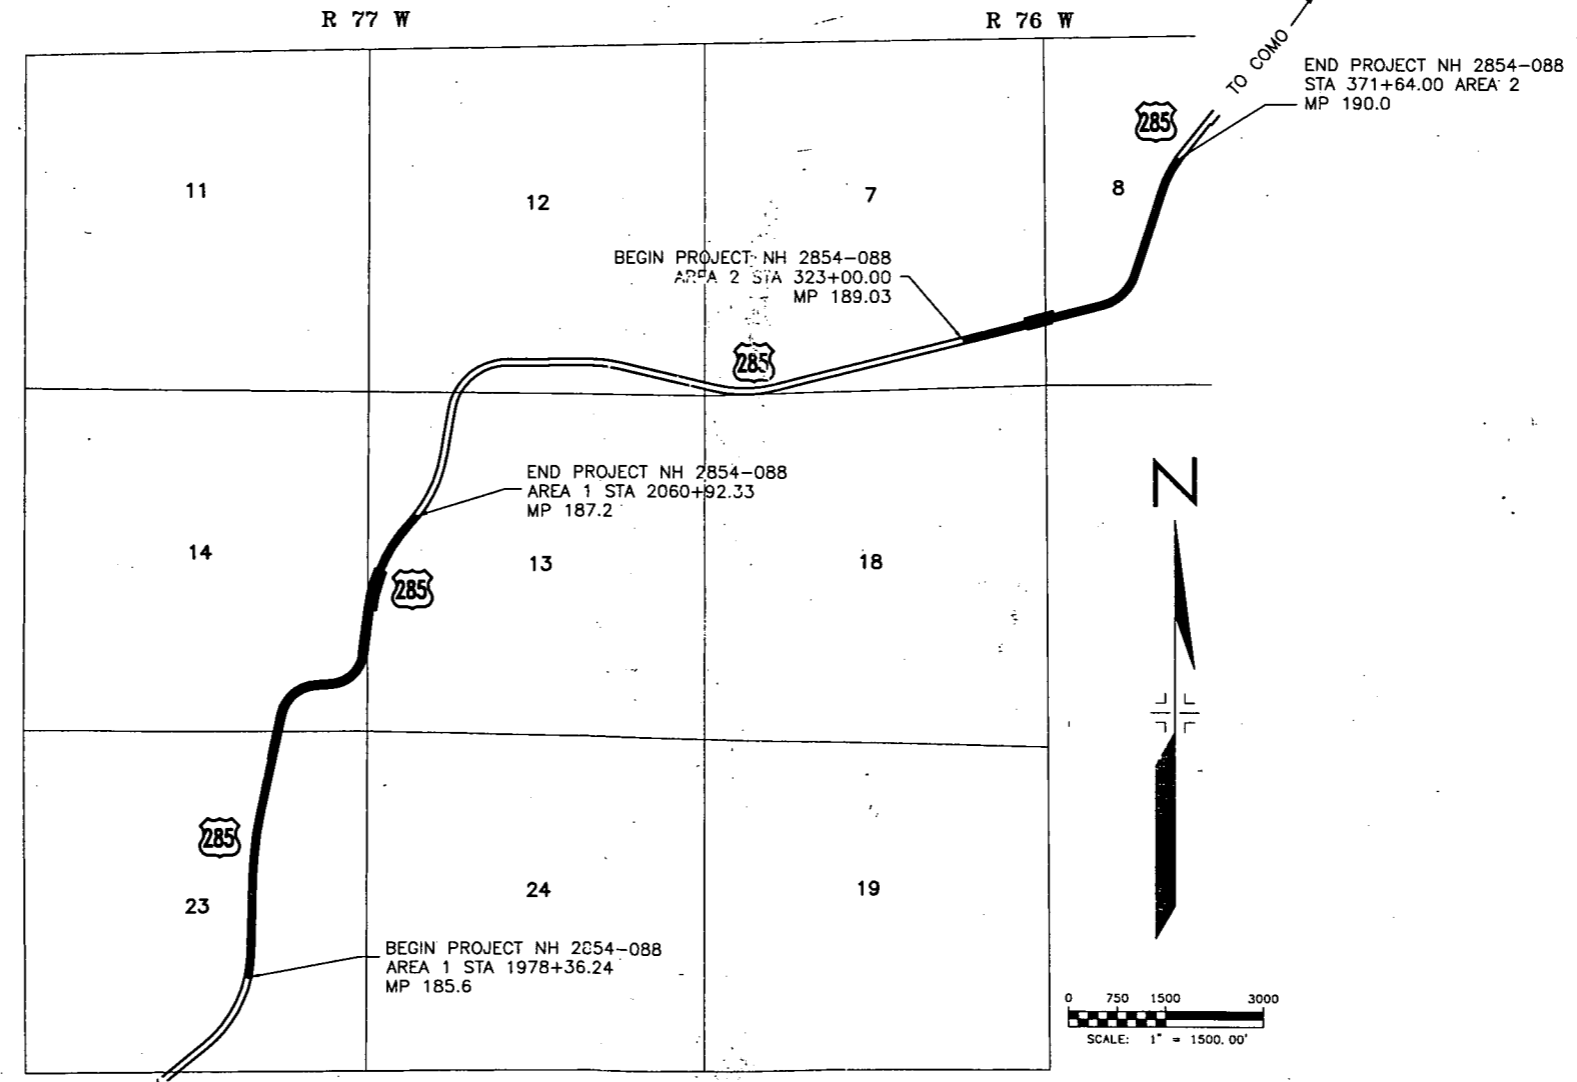 R 77 W
R 76 W
TO COMO
END PROJECT NH 2854-088
STA 371+64.00 AREA 2
MP 190.0
285
11
12
7
8
BEGIN PROJECT NH 2854-088
AREA 2 STA 323+00.00
MP 189.03
285
END PROJECT NH 2854-088
AREA 1 STA 2060+92.33
MP 187.2
N
14
13
18
285
285
23
24
19
BEGIN PROJECT NH 2854-088
AREA 1 STA 1978+36.24
MP 185.6
0 750 1500 3000
SCALE: 1" = 1500.00'